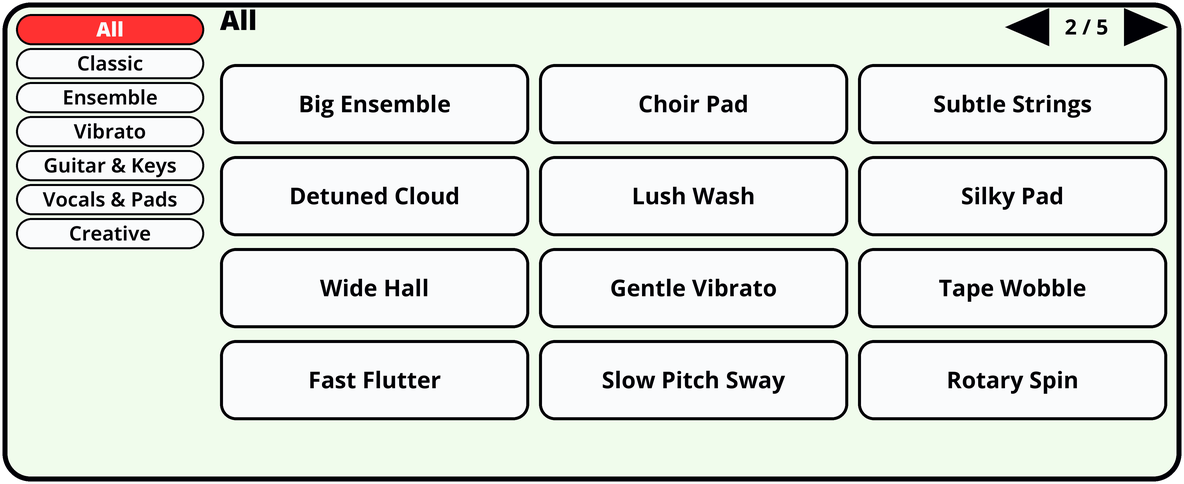 All
Classic
Ensemble
Vibrato
Guitar & Keys
Vocals & Pads
Creative
All
2 / 5
Big Ensemble
Choir Pad
Subtle Strings
Detuned Cloud
Lush Wash
Silky Pad
Wide Hall
Gentle Vibrato
Tape Wobble
Fast Flutter
Slow Pitch Sway
Rotary Spin